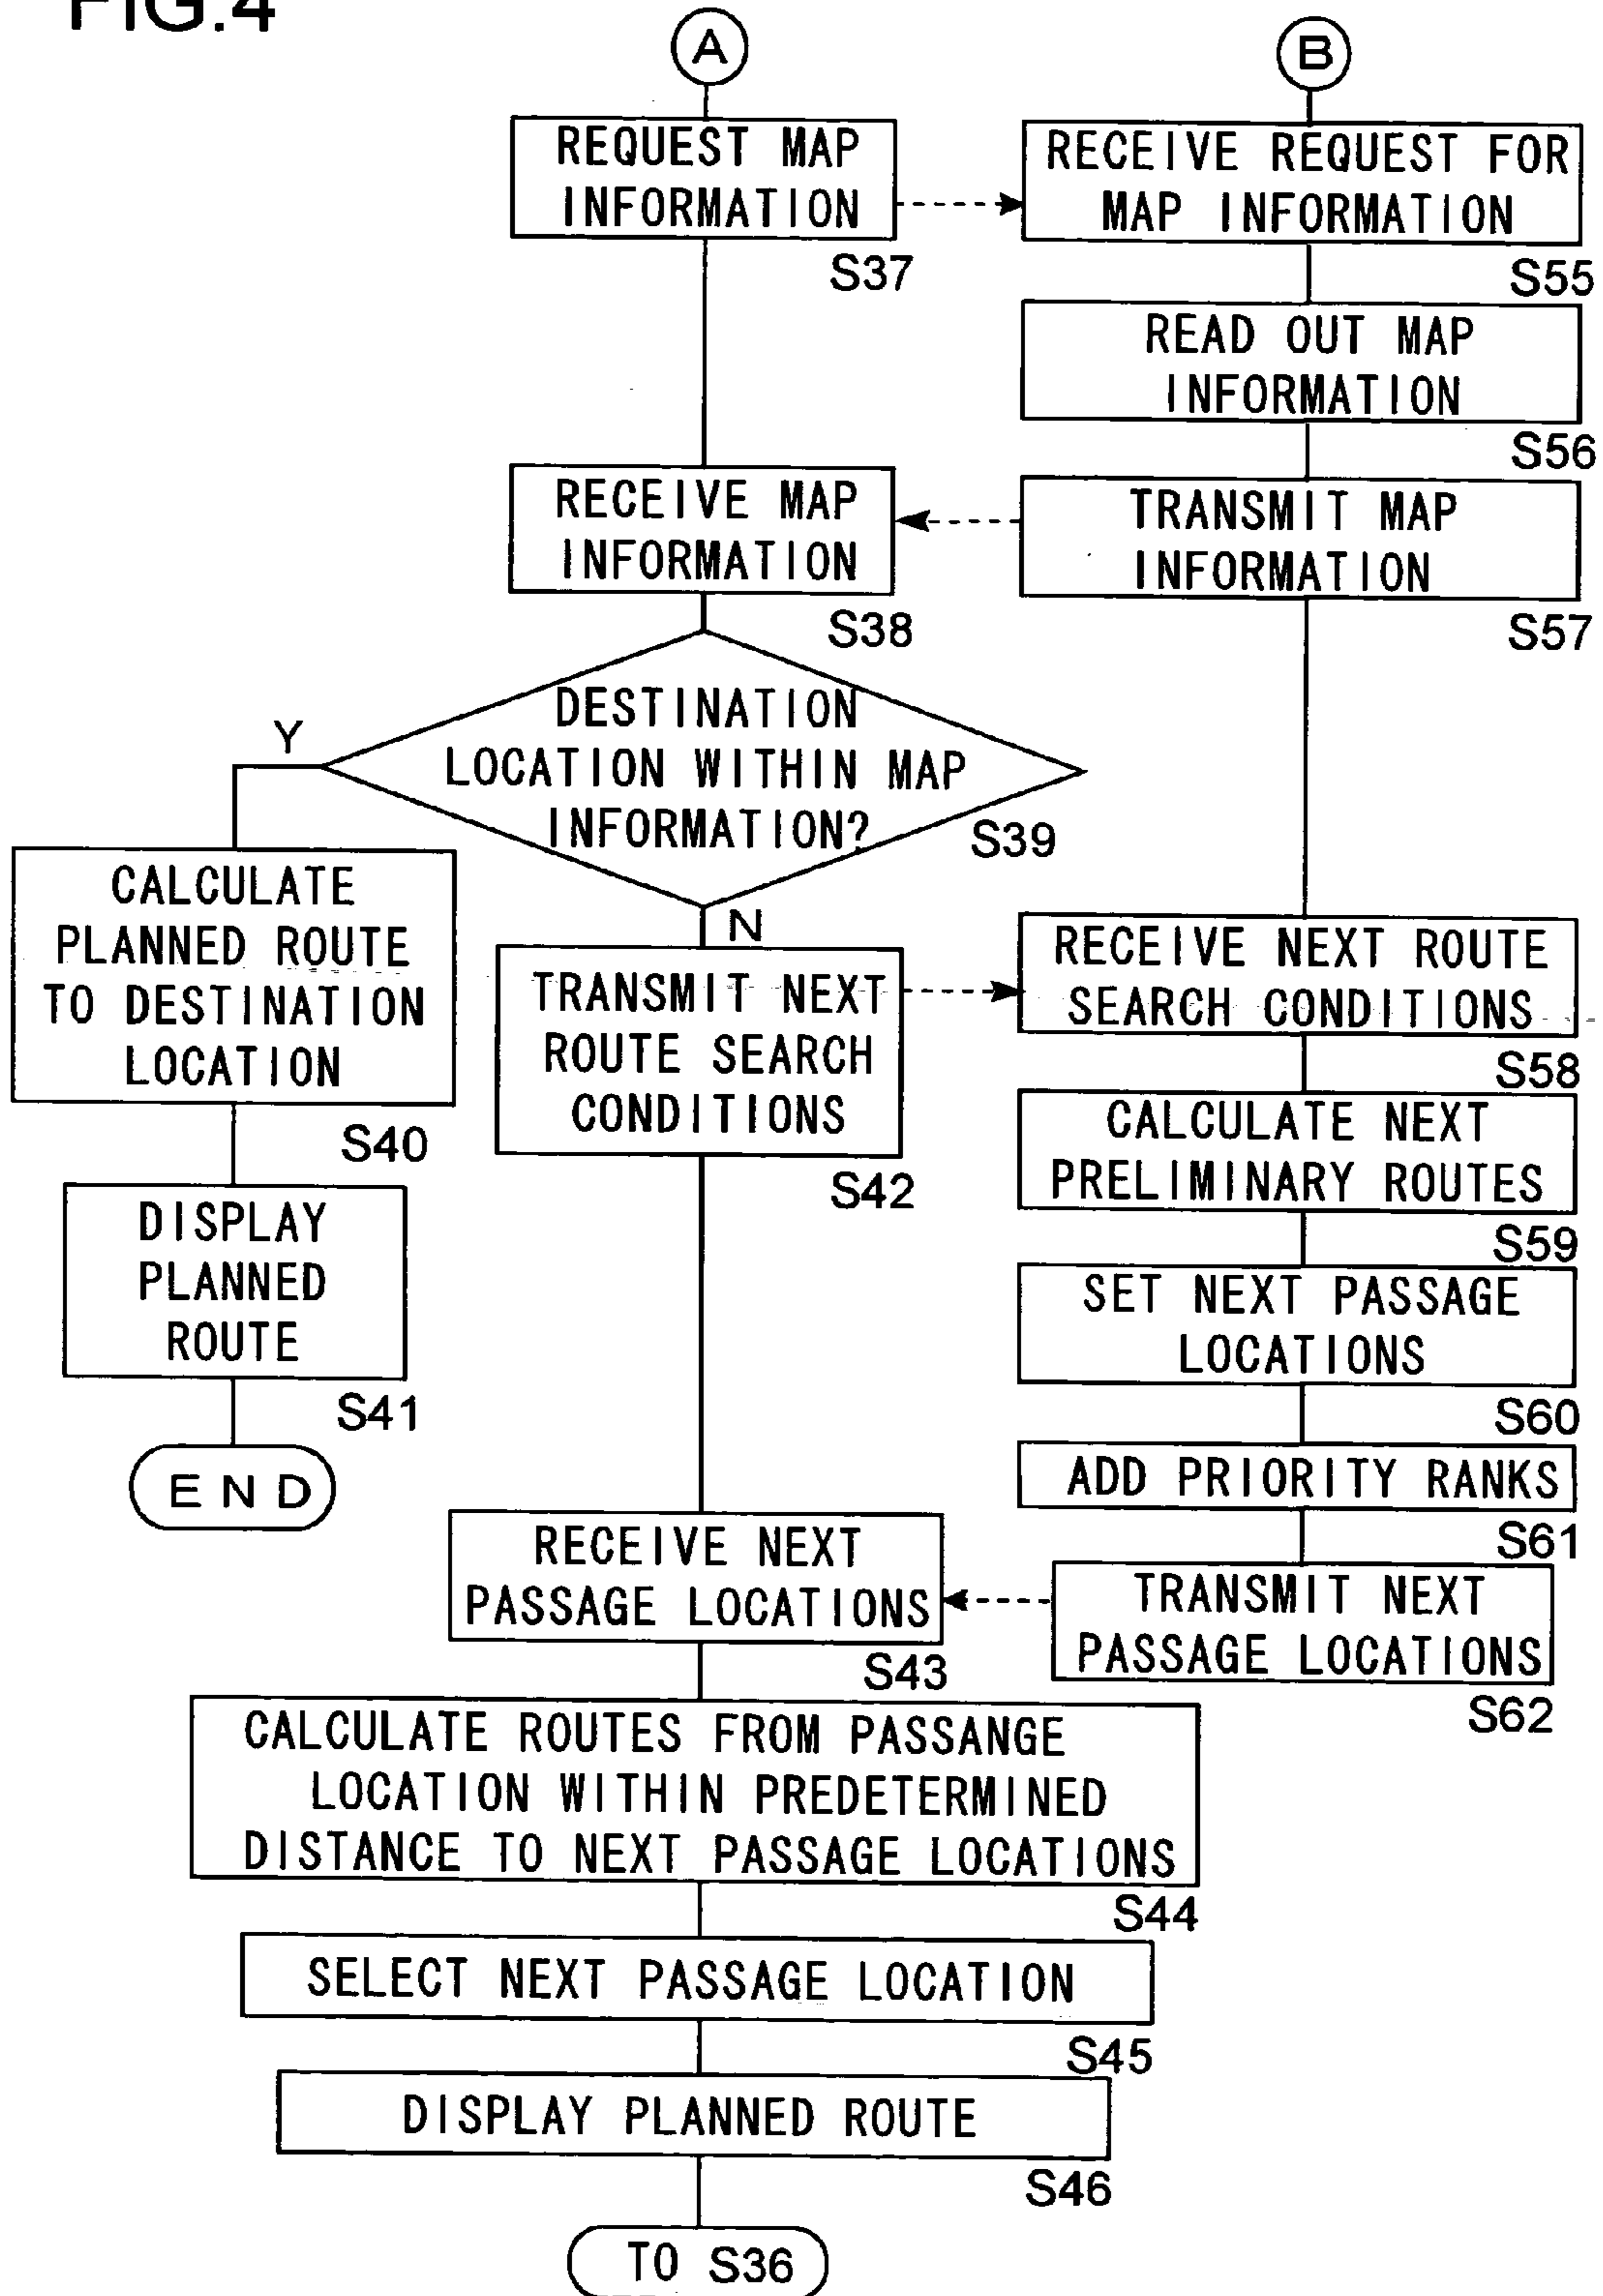 FIG.4
A
B
REQUEST MAP
INFORMATION
S37
RECEIVE REQUEST FOR
MAP INFORMATION
S55
READ OUT MAP
INFORMATION
S56
RECEIVE MAP
INFORMATION
S38
TRANSMIT MAP
INFORMATION
S57
DESTINATION
LOCATION WITHIN MAP
INFORMATION?
S39
Y
N
CALCULATE
PLANNED ROUTE
TO DESTINATION
LOCATION
S40
DISPLAY
PLANNED
ROUTE
S41
END
TRANSMIT NEXT
ROUTE SEARCH
CONDITIONS
S42
RECEIVE NEXT ROUTE
SEARCH CONDITIONS
S58
CALCULATE NEXT
PRELIMINARY ROUTES
S59
SET NEXT PASSAGE
LOCATIONS
S60
ADD PRIORITY RANKS
S61
RECEIVE NEXT
PASSAGE LOCATIONS
S43
TRANSMIT NEXT
PASSAGE LOCATIONS
S62
CALCULATE ROUTES FROM PASSANGE
LOCATION WITHIN PREDETERMINED
DISTANCE TO NEXT PASSAGE LOCATIONS
S44
SELECT NEXT PASSAGE LOCATION
S45
DISPLAY PLANNED ROUTE
S46
TO S36